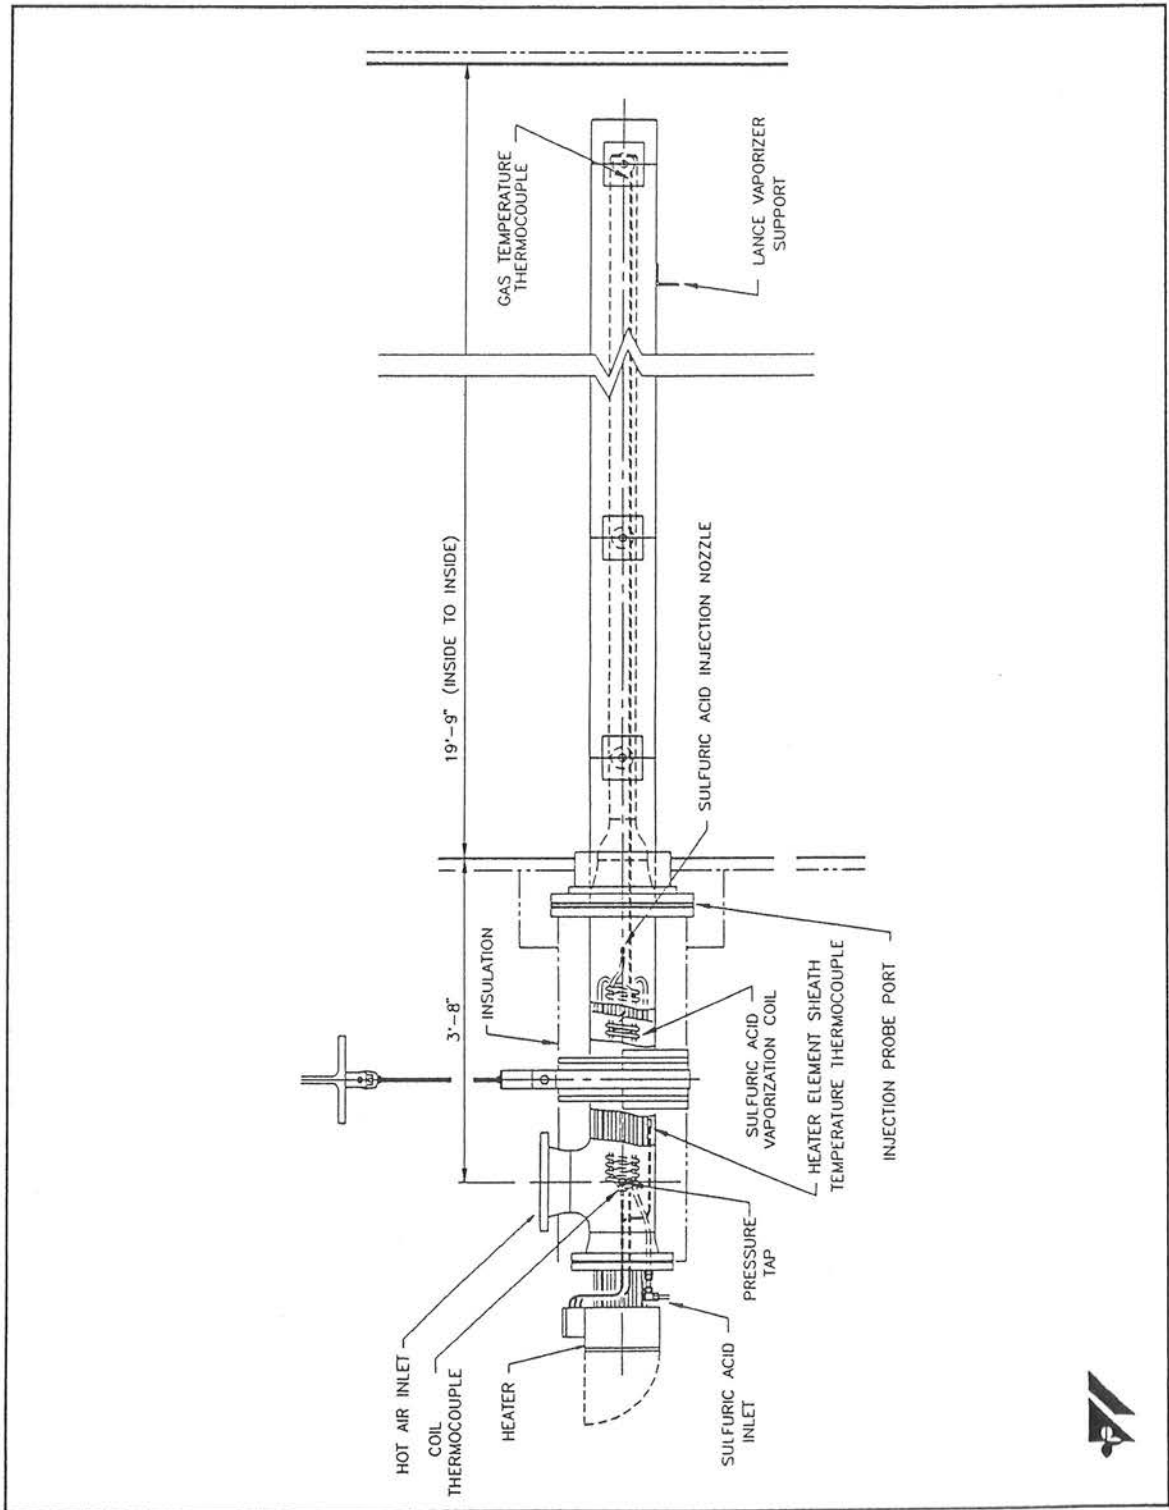 19'-9" (INSIDE TO INSIDE)
3'-8"
GAS TEMPERATURE
THERMOCOUPLE
LANCE VAPORIZER
SUPPORT
SULFURIC ACID INJECTION NOZZLE
INSULATION
HOT AIR INLET
COIL
THERMOCOUPLE
HEATER
SULFURIC ACID
INLET
PRESSURE
TAP
SULFURIC ACID
VAPORIZATION COIL
HEATER ELEMENT SHEATH
TEMPERATURE THERMOCOUPLE
INJECTION PROBE PORT